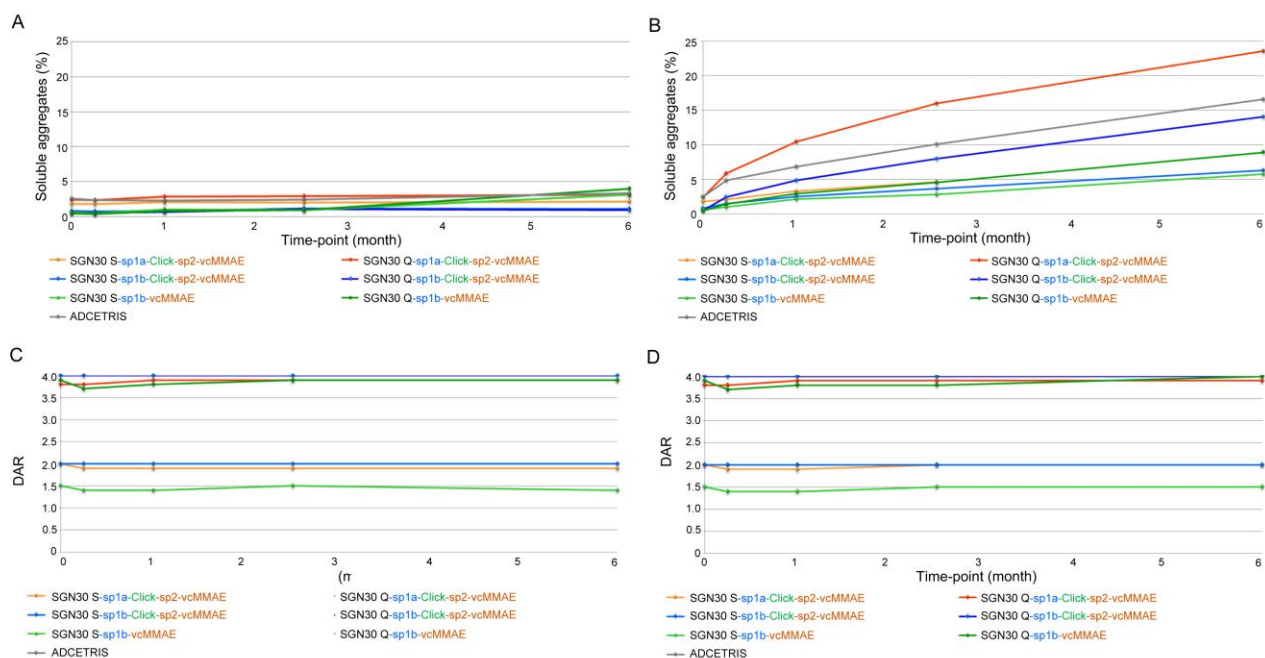 A
Soluble aggregates (%)
25
20
15
10
5
0
0 1 2 3 4 5 6
Time-point (month)
SGN30 S-sp1a-Click-sp2-vcMMAE SGN30 Q-sp1a-Click-sp2-vcMMAE
SGN30 S-sp1b-Click-sp2-vcMMAE SGN30 Q-sp1b-Click-sp2-vcMMAE
SGN30 S-sp1b-vcMMAE SGN30 Q-sp1b-vcMMAE
ADCETRIS
B
Soluble aggregates (%)
25
20
15
10
5
0
0 1 2 3 4 5 6
Time-point (month)
SGN30 S-sp1a-Click-sp2-vcMMAE SGN30 Q-sp1a-Click-sp2-vcMMAE
SGN30 S-sp1b-Click-sp2-vcMMAE SGN30 Q-sp1b-Click-sp2-vcMMAE
SGN30 S-sp1b-vcMMAE SGN30 Q-sp1b-vcMMAE
ADCETRIS
C
DAR
4.0
3.5
2.5
2.5
2.0
1.5
1.0
0.5
0
0 1 2 3 4 5 6
(m
SGN30 S-sp1a-Click-sp2-vcMMAE SGN30 Q-sp1a-Click-sp2-vcMMAE
SGN30 S-sp1b-Click-sp2-vcMMAE SGN30 Q-sp1b-Click-sp2-vcMMAE
SGN30 S-sp1b-vcMMAE SGN30 Q-sp1b-vcMMAE
ADCETRIS
D
DAR
4.0
3.5
2.5
2.5
2.0
1.5
1.0
0.5
0
0 1 2 3 4 5 6
Time-point (month)
SGN30 S-sp1a-Click-sp2-vcMMAE SGN30 Q-sp1a-Click-sp2-vcMMAE
SGN30 S-sp1b-Click-sp2-vcMMAE SGN30 Q-sp1b-Click-sp2-vcMMAE
SGN30 S-sp1b-vcMMAE SGN30 Q-sp1b-vcMMAE
ADCETRIS